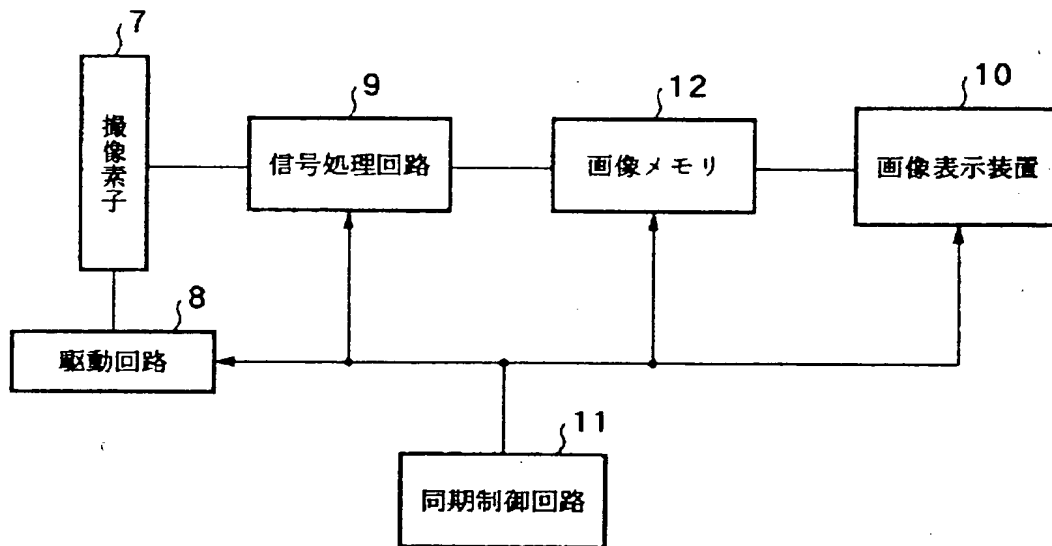 7
撮像素子
9
信号処理回路
12
画像メモリ
10
画像表示装置
8
駆動回路
11
同期制御回路